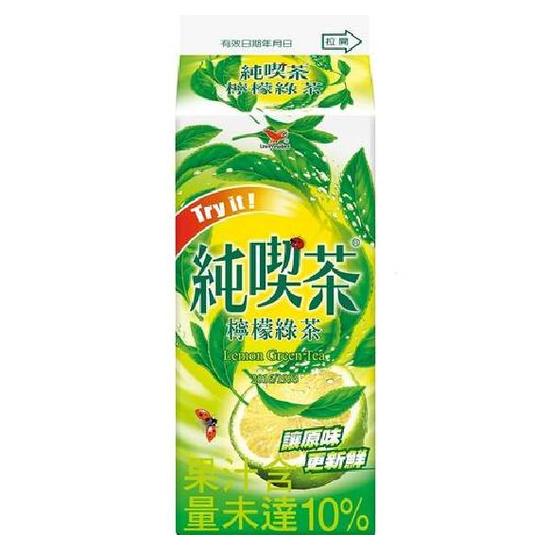 有效日期年月日
拉開
純喫茶
檸檬綠茶
Try it!
純喫茶®
檸檬綠茶
Lemon Green Tea
讓原味
更新鮮
果汁含
量未達10%